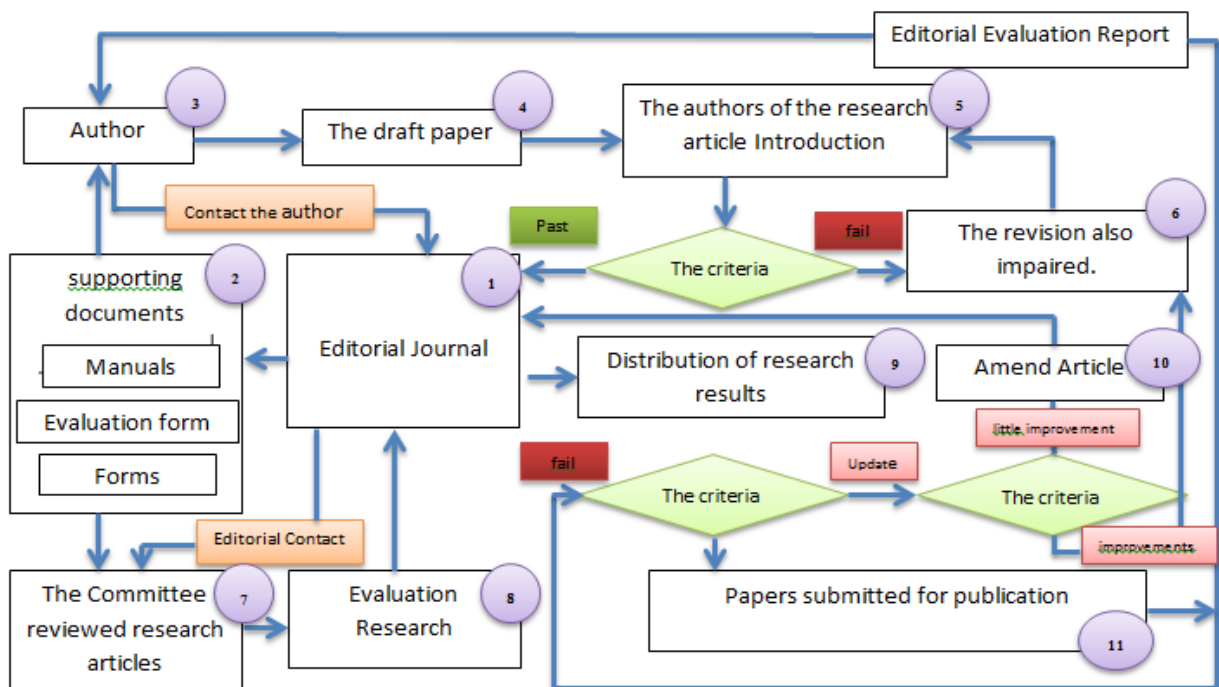 Editorial Evaluation Report
3
Author
4
The draft paper
5
The authors of the research
article Introduction
Contact the author
Past
fail
6
The revision also
impaired.
The criteria
2
supporting
documents
Manuals
Evaluation form
Forms
1
Editorial Journal
9
Distribution of research
results
10
Amend Article
little improvement
fail
The criteria
Update
The criteria
improvements
Editorial Contact
7
The Committee
reviewed research
articles
8
Evaluation
Research
Papers submitted for publication
11